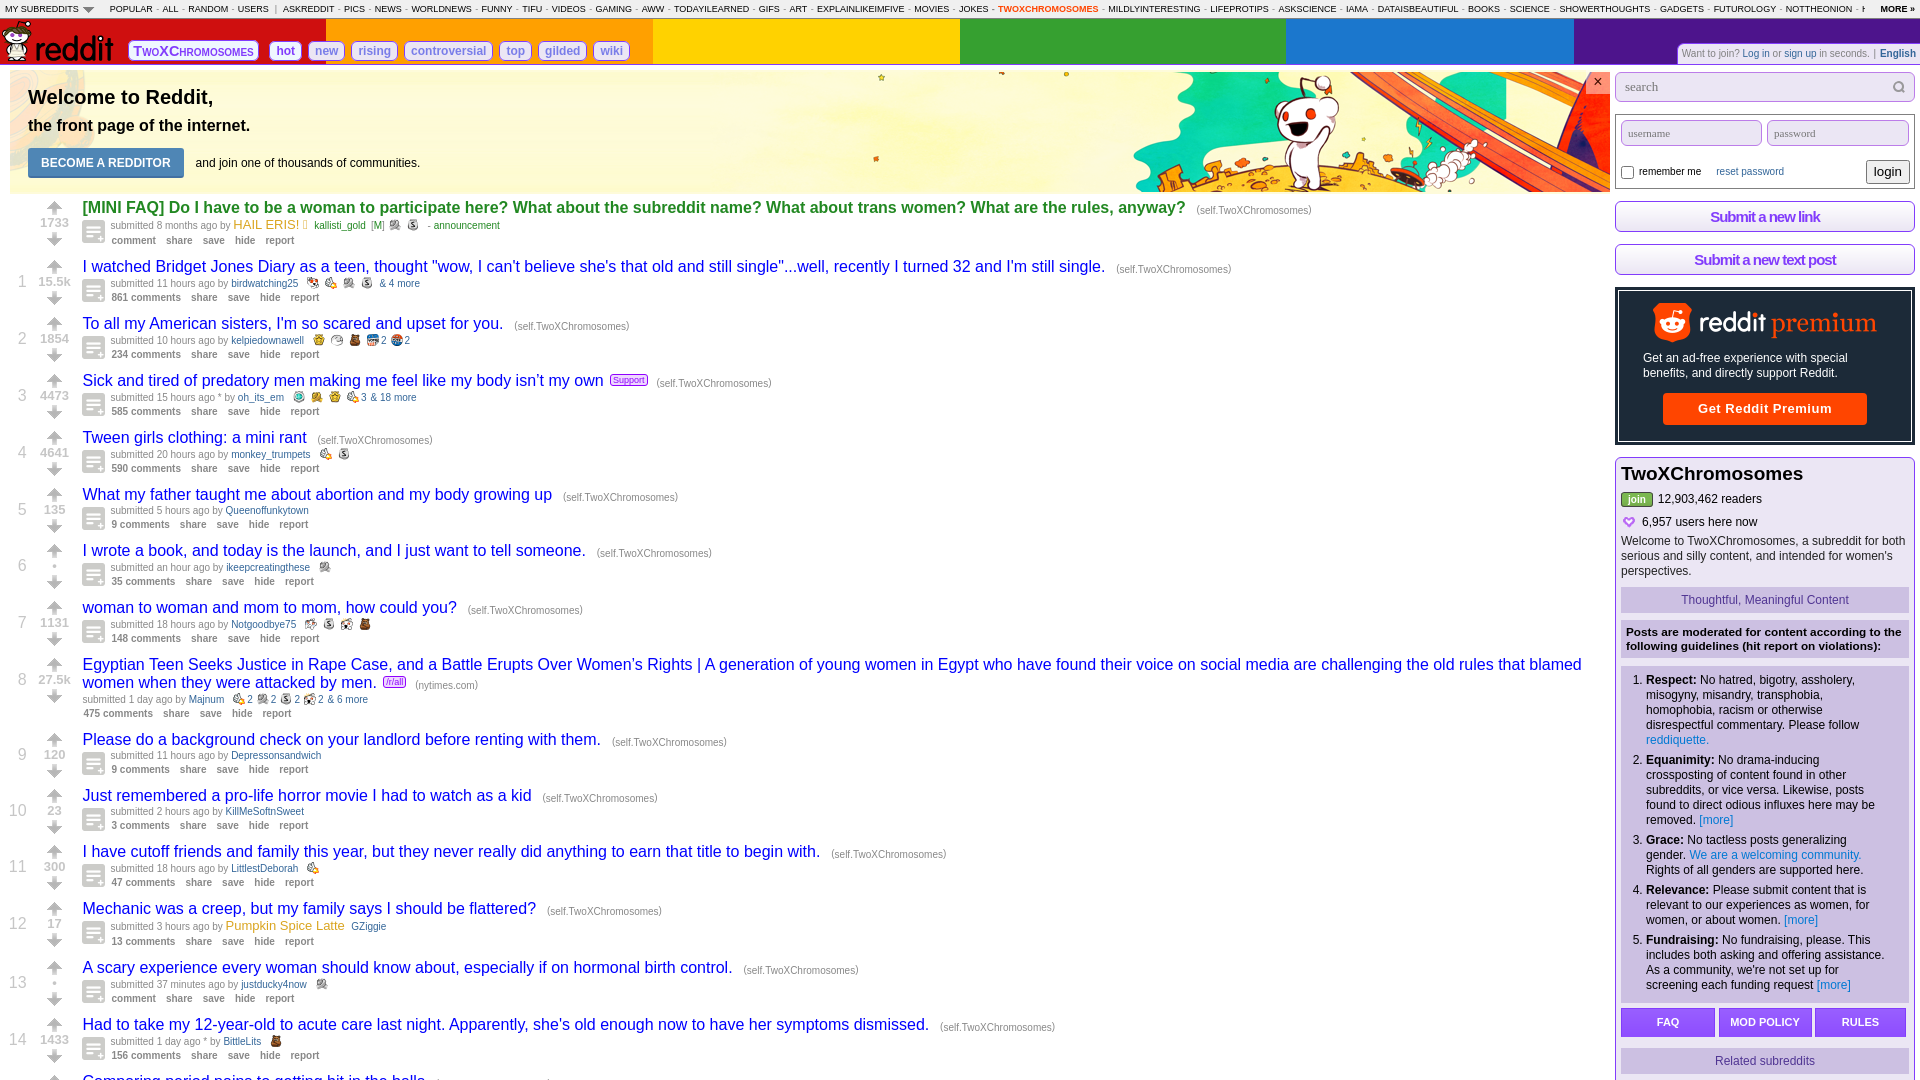 MY SUBREDDITS POPULAR - ALL - RANDOM - USERS | ASKREDDIT - PICS - NEWS - WORLDNEWS - FUNNY - TIFU - VIDEOS - GAMING - AWW - TODAYILEARNED - GIFS - ART - EXPLAINLIKEIMFIVE - MOVIES - JOKES - TWOXCHROMOSOMES - MILDLYINTERESTING - LIFEPROTIPS - ASKSCIENCE - IAMA - DATAISBEAUTIFUL - BOOKS - SCIENCE - SHOWERTHOUGHTS - GADGETS - FUTUROLOGY - NOTTHEONION - MORE »
reddit TwoXChromosomes hot new rising controversial top gilded wiki
Want to join? Log in or sign up in seconds. | English
Welcome to Reddit,
the front page of the internet.
BECOME A REDDITOR and join one of thousands of communities.
×
1733
[MINI FAQ] Do I have to be a woman to participate here? What about the subreddit name? What about trans women? What are the rules, anyway? (self.TwoXChromosomes)
submitted 8 months ago by HAIL ERIS! kallisti_gold [M] - announcement
comment share save hide report
1 15.5k
I watched Bridget Jones Diary as a teen, thought "wow, I can't believe she's that old and still single"...well, recently I turned 32 and I'm still single. (self.TwoXChromosomes)
submitted 11 hours ago by birdwatching25 & 4 more
861 comments share save hide report
2 1854
To all my American sisters, I'm so scared and upset for you. (self.TwoXChromosomes)
submitted 10 hours ago by kelpiedownawell 2 2
234 comments share save hide report
3 4473
Sick and tired of predatory men making me feel like my body isn’t my own Support (self.TwoXChromosomes)
submitted 15 hours ago * by oh_its_em 3 & 18 more
585 comments share save hide report
4 4641
Tween girls clothing: a mini rant (self.TwoXChromosomes)
submitted 20 hours ago by monkey_trumpets
590 comments share save hide report
5 135
What my father taught me about abortion and my body growing up (self.TwoXChromosomes)
submitted 5 hours ago by Queenoffunkytown
9 comments share save hide report
6 •
I wrote a book, and today is the launch, and I just want to tell someone. (self.TwoXChromosomes)
submitted an hour ago by ikeepcreatingthese
35 comments share save hide report
7 1131
woman to woman and mom to mom, how could you? (self.TwoXChromosomes)
submitted 18 hours ago by Notgoodbye75
148 comments share save hide report
8 27.5k
Egyptian Teen Seeks Justice in Rape Case, and a Battle Erupts Over Women’s Rights | A generation of young women in Egypt who have found their voice on social media are challenging the old rules that blamed
women when they were attacked by men. /r/all (nytimes.com)
submitted 1 day ago by Majnum 2 2 2 2 & 6 more
475 comments share save hide report
9 120
Please do a background check on your landlord before renting with them. (self.TwoXChromosomes)
submitted 11 hours ago by Depressonsandwich
9 comments share save hide report
10 23
Just remembered a pro-life horror movie I had to watch as a kid (self.TwoXChromosomes)
submitted 2 hours ago by KillMeSoftnSweet
3 comments share save hide report
11 300
I have cutoff friends and family this year, but they never really did anything to earn that title to begin with. (self.TwoXChromosomes)
submitted 18 hours ago by LittlestDeborah
47 comments share save hide report
12 17
Mechanic was a creep, but my family says I should be flattered? (self.TwoXChromosomes)
submitted 3 hours ago by Pumpkin Spice Latte GZiggie
13 comments share save hide report
13 •
A scary experience every woman should know about, especially if on hormonal birth control. (self.TwoXChromosomes)
submitted 37 minutes ago by justducky4now
comment share save hide report
14 1433
Had to take my 12-year-old to acute care last night. Apparently, she's old enough now to have her symptoms dismissed. (self.TwoXChromosomes)
submitted 1 day ago * by BittleLits
156 comments share save hide report
search
username password
remember me reset password login
Submit a new link
Submit a new text post
reddit premium
Get an ad-free experience with special
benefits, and directly support Reddit.
Get Reddit Premium
TwoXChromosomes
join 12,903,462 readers
6,957 users here now
Welcome to TwoXChromosomes, a subreddit for both
serious and silly content, and intended for women's
perspectives.
Thoughtful, Meaningful Content
Posts are moderated for content according to the
following guidelines (hit report on violations):
1. Respect: No hatred, bigotry, assholery,
misogyny, misandry, transphobia,
homophobia, racism or otherwise
disrespectful commentary. Please follow
reddiquette.
2. Equanimity: No drama-inducing
crossposting of content found in other
subreddits, or vice versa. Likewise, posts
found to direct odious influxes here may be
removed. [more]
3. Grace: No tactless posts generalizing
gender. We are a welcoming community.
Rights of all genders are supported here.
4. Relevance: Please submit content that is
relevant to our experiences as women, for
women, or about women. [more]
5. Fundraising: No fundraising, please. This
includes both asking and offering assistance.
As a community, we're not set up for
screening each funding request [more]
FAQ MOD POLICY RULES
Related subreddits